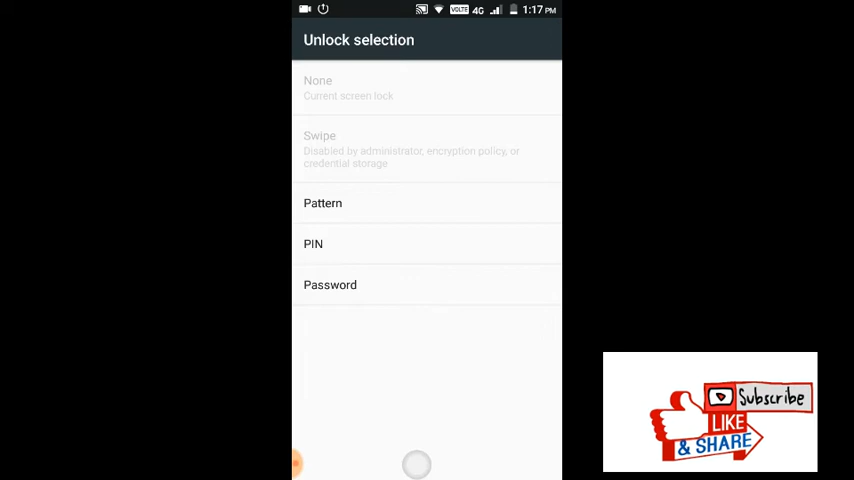 VOLTE 4G 1:17 PM
Unlock selection
None
Current screen lock
Swipe
Disabled by administrator, encryption policy, or
credential storage
Pattern
PIN
Password
Subscribe
LIKE
& SHARE